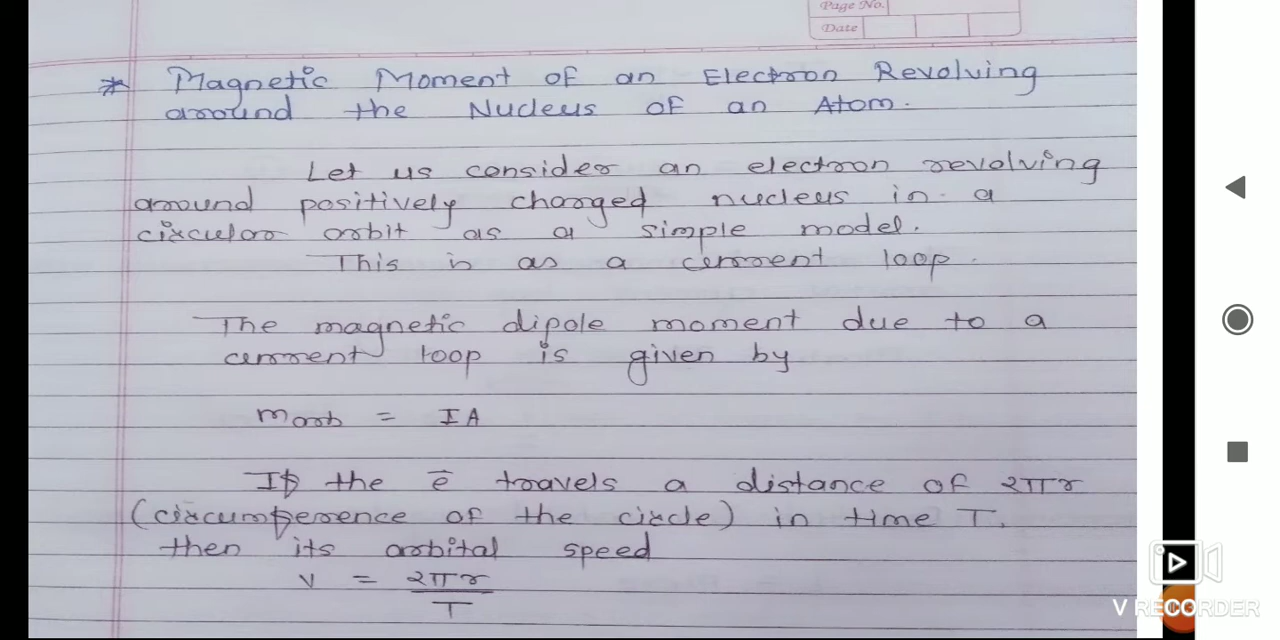 Page No.
Date
* Magnetic Moment of an Electron Revolving
around the Nucleus of an Atom.
Let us consider an electron revolving
around positively charged nucleus in a
circular orbit as a simple model.
This is as a current loop.
The magnetic dipole moment due to a
current loop is given by
morb = IA
If the ē travels a distance of 2πr
(circumference of the circle) in time T.
then its orbital speed
v = 2πr
T
V RECORDER